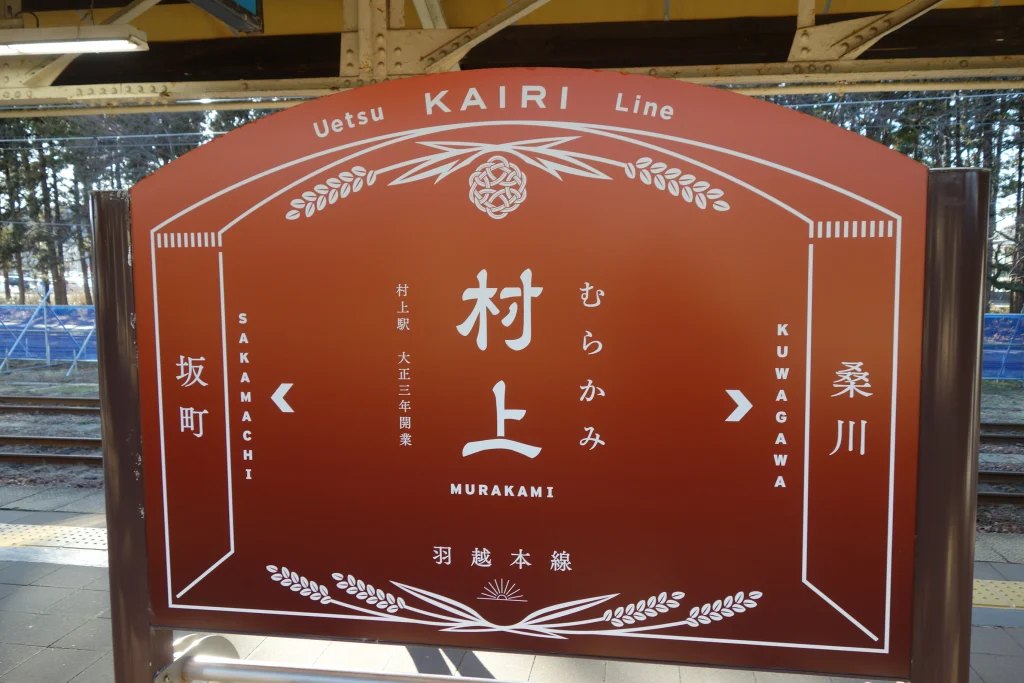 Uetsu KAIRI Line
むらかみ
村上
村上駅 大正三年開業
MURAKAMI
坂町
SAKAMACHI
KUWAGAWA
桑川
羽越本線